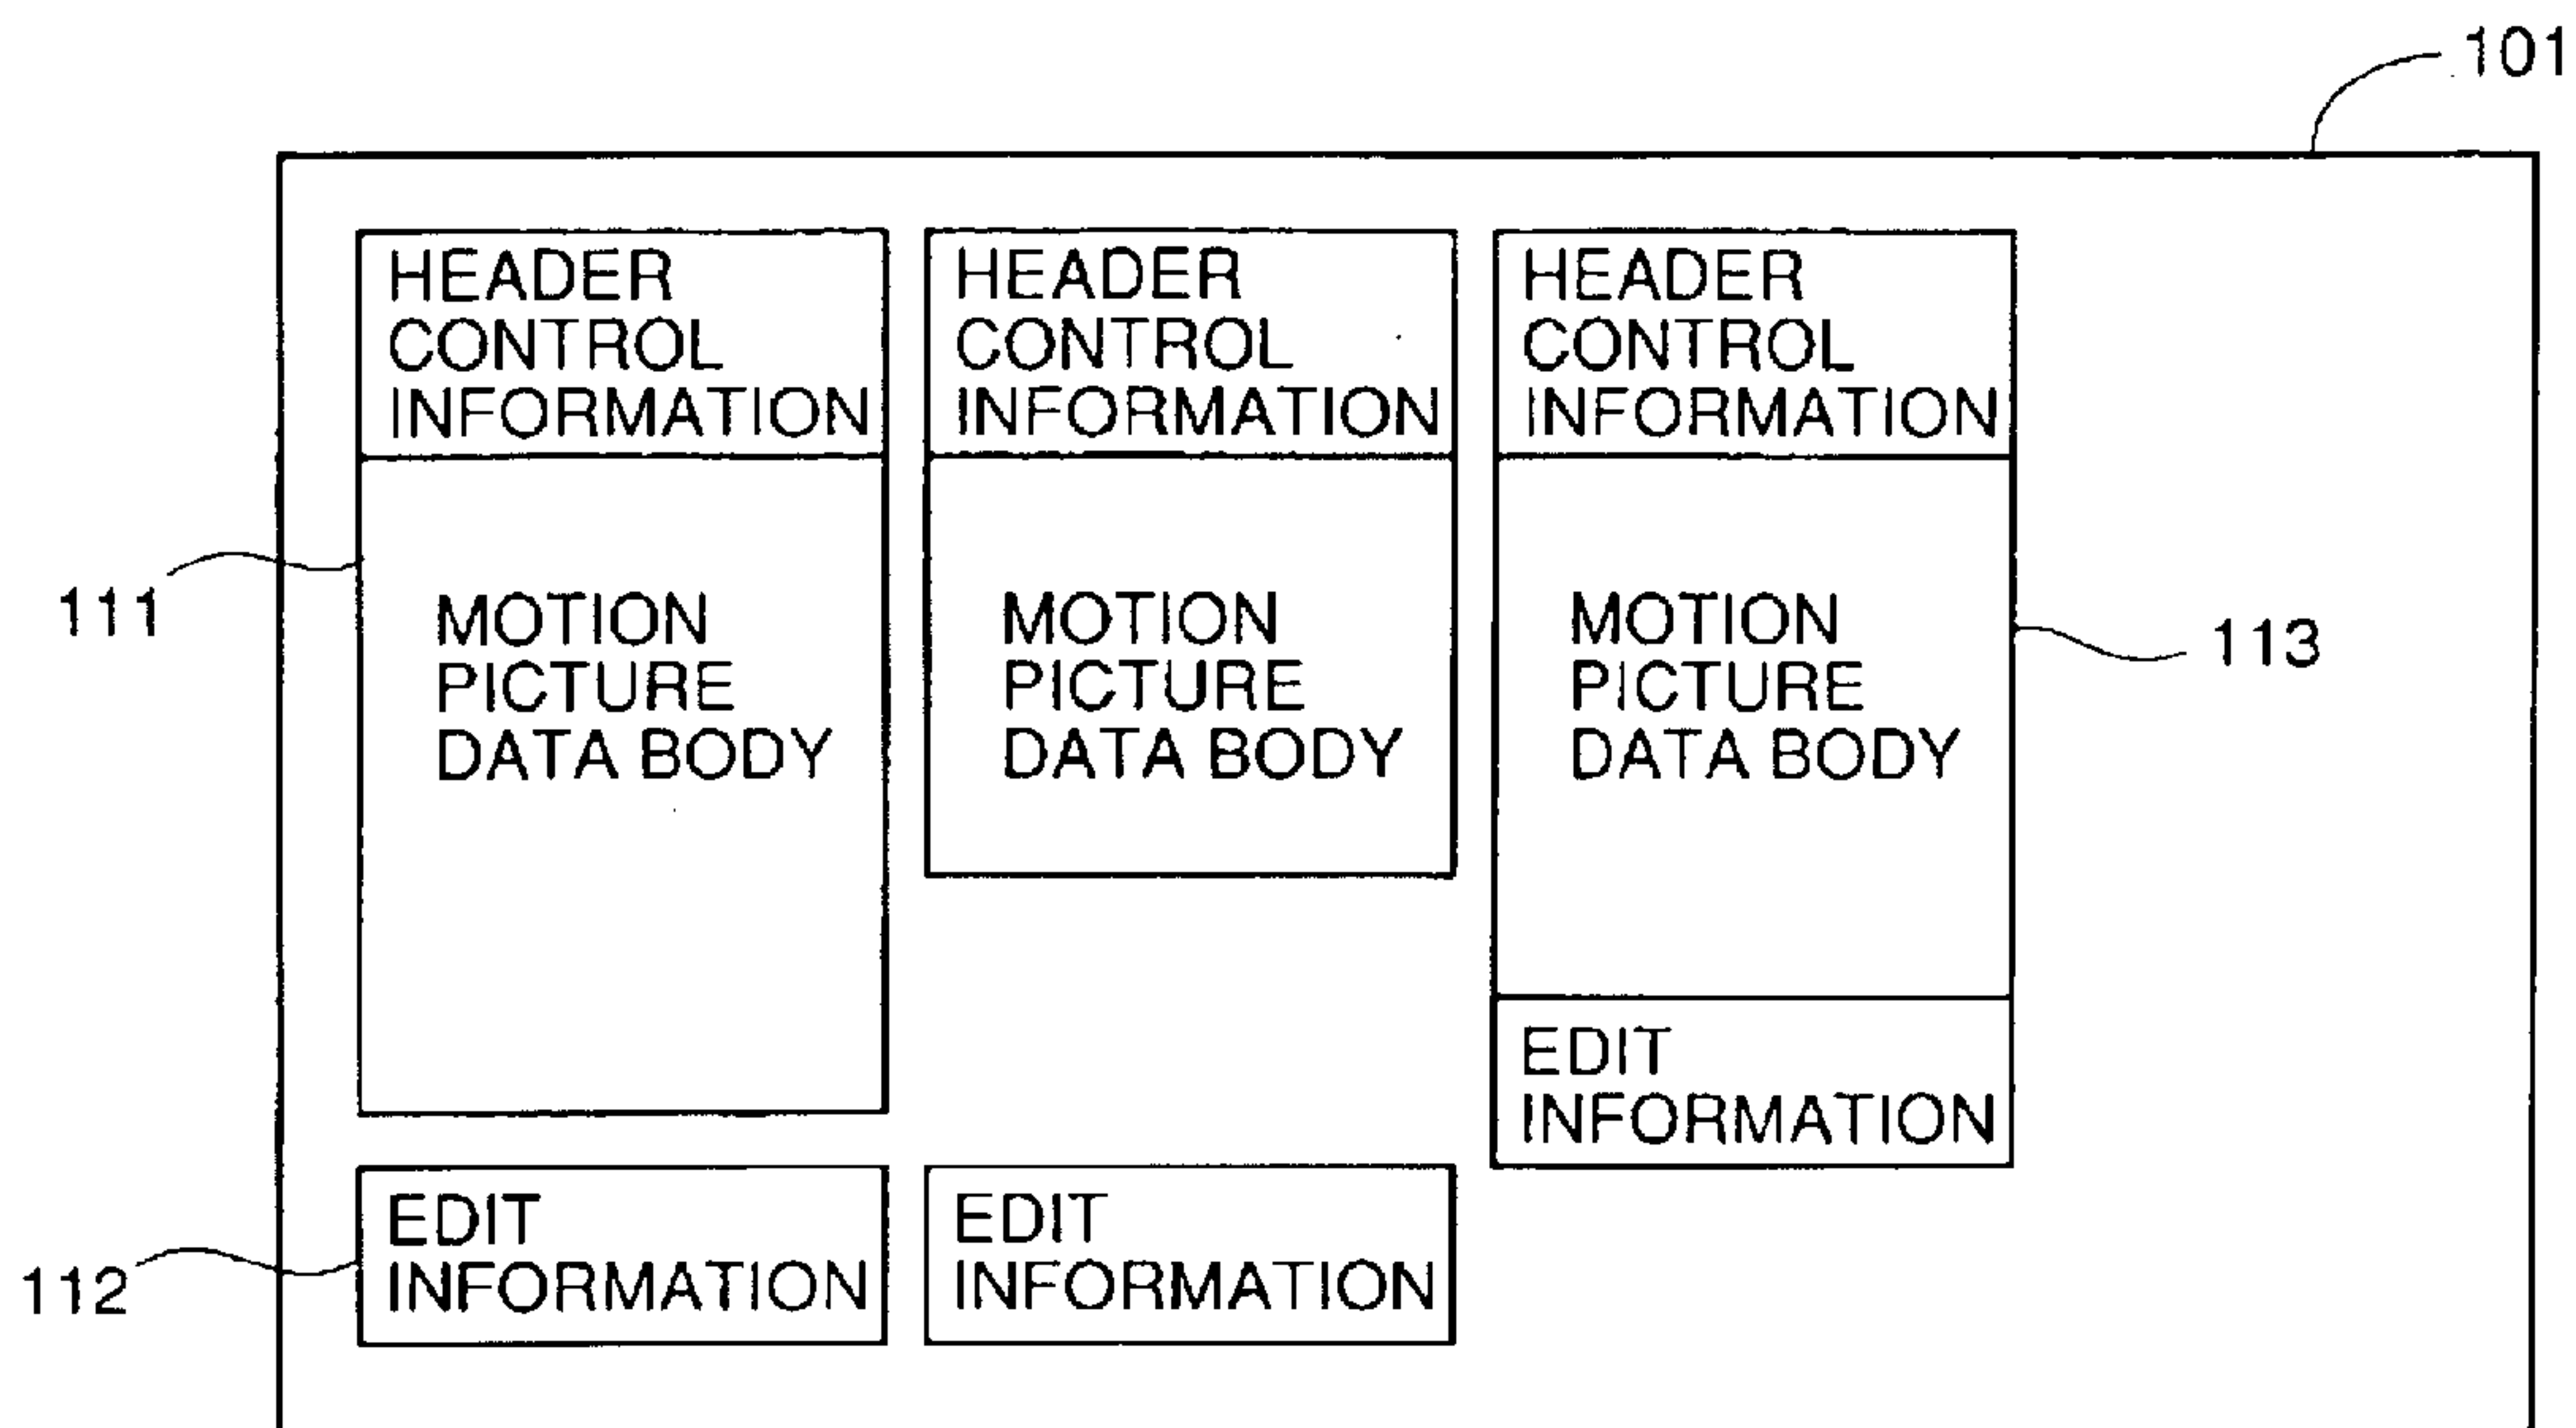 101
HEADER
CONTROL
INFORMATION
MOTION
PICTURE
DATA BODY
111
EDIT
INFORMATION
112
HEADER
CONTROL
INFORMATION
MOTION
PICTURE
DATA BODY
EDIT
INFORMATION
HEADER
CONTROL
INFORMATION
MOTION
PICTURE
DATA BODY
113
EDIT
INFORMATION